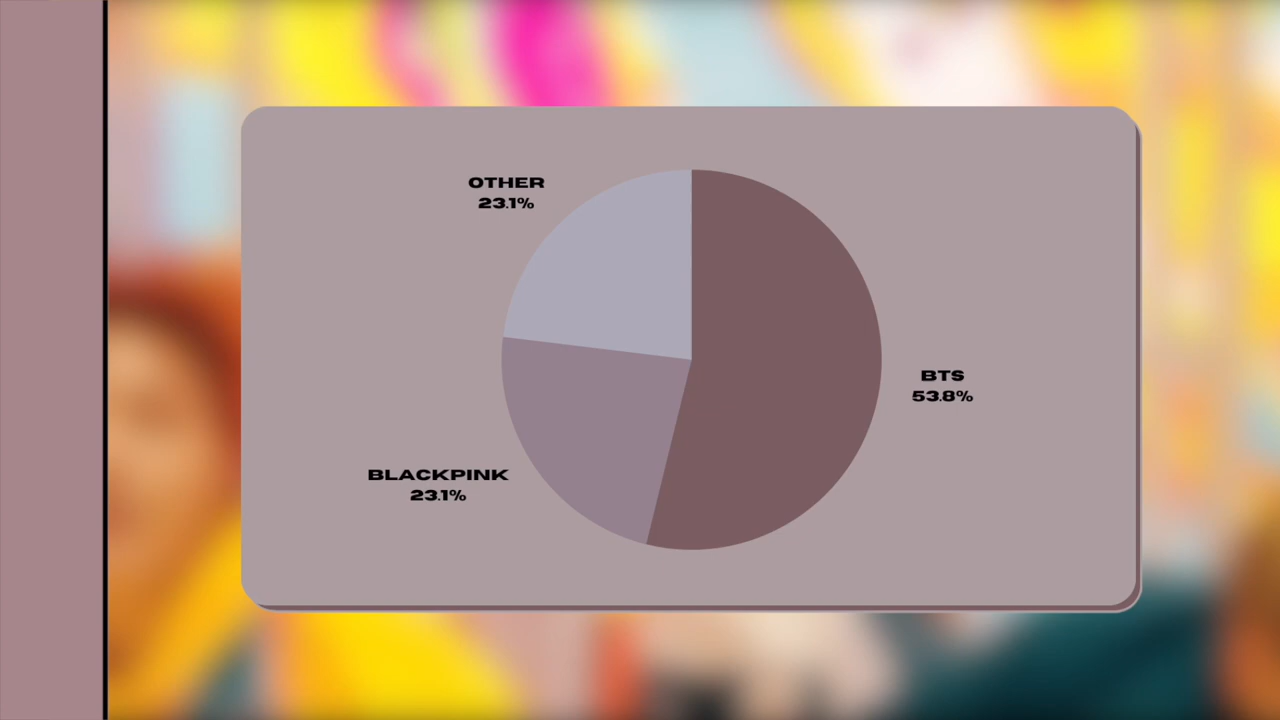 OTHER
23.1%
BTS
53.8%
BLACKPINK
23.1%